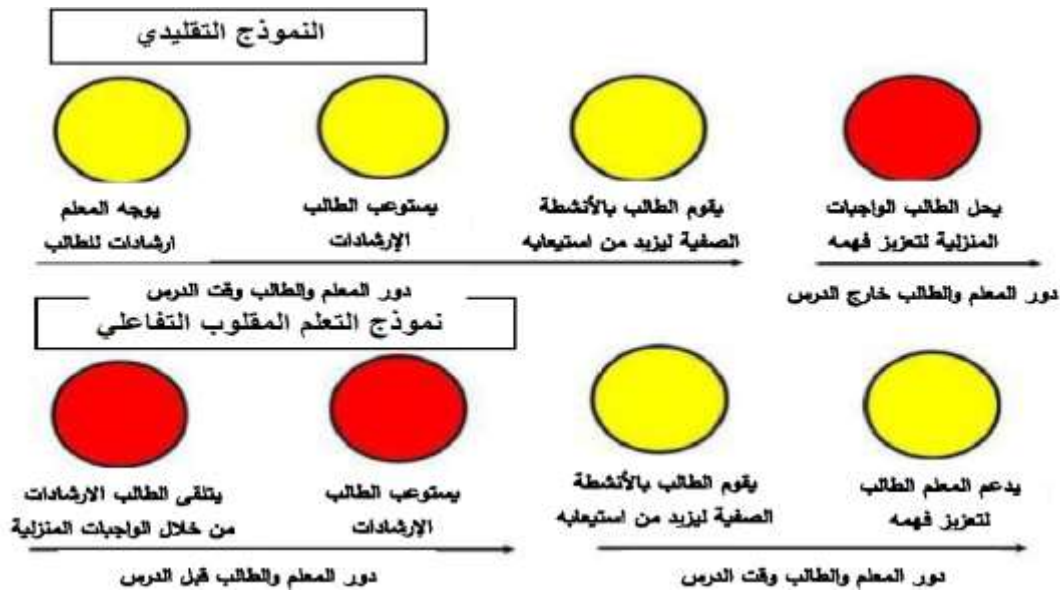 النموذج التقليدي
يوجه المعلم
ارشادات للطالب
يستوعب الطالب
الإرشادات
يقوم الطالب بالأنشطة
الصفية ليزيد من استيعابه
يحل الطالب الواجبات
المنزلية لتعزيز فهمه
دور المعلم والطالب وقت الدرس
دور المعلم والطالب خارج الدرس
نموذج التعلم المقلوب التفاعلي
يتلقى الطالب الارشادات
من خلال الواجبات المنزلية
يستوعب الطالب
الإرشادات
يقوم الطالب بالأنشطة
الصفية ليزيد من استيعابه
يدعم المعلم الطالب
لتعزيز فهمه
دور المعلم والطالب قبل الدرس
دور المعلم والطالب وقت الدرس